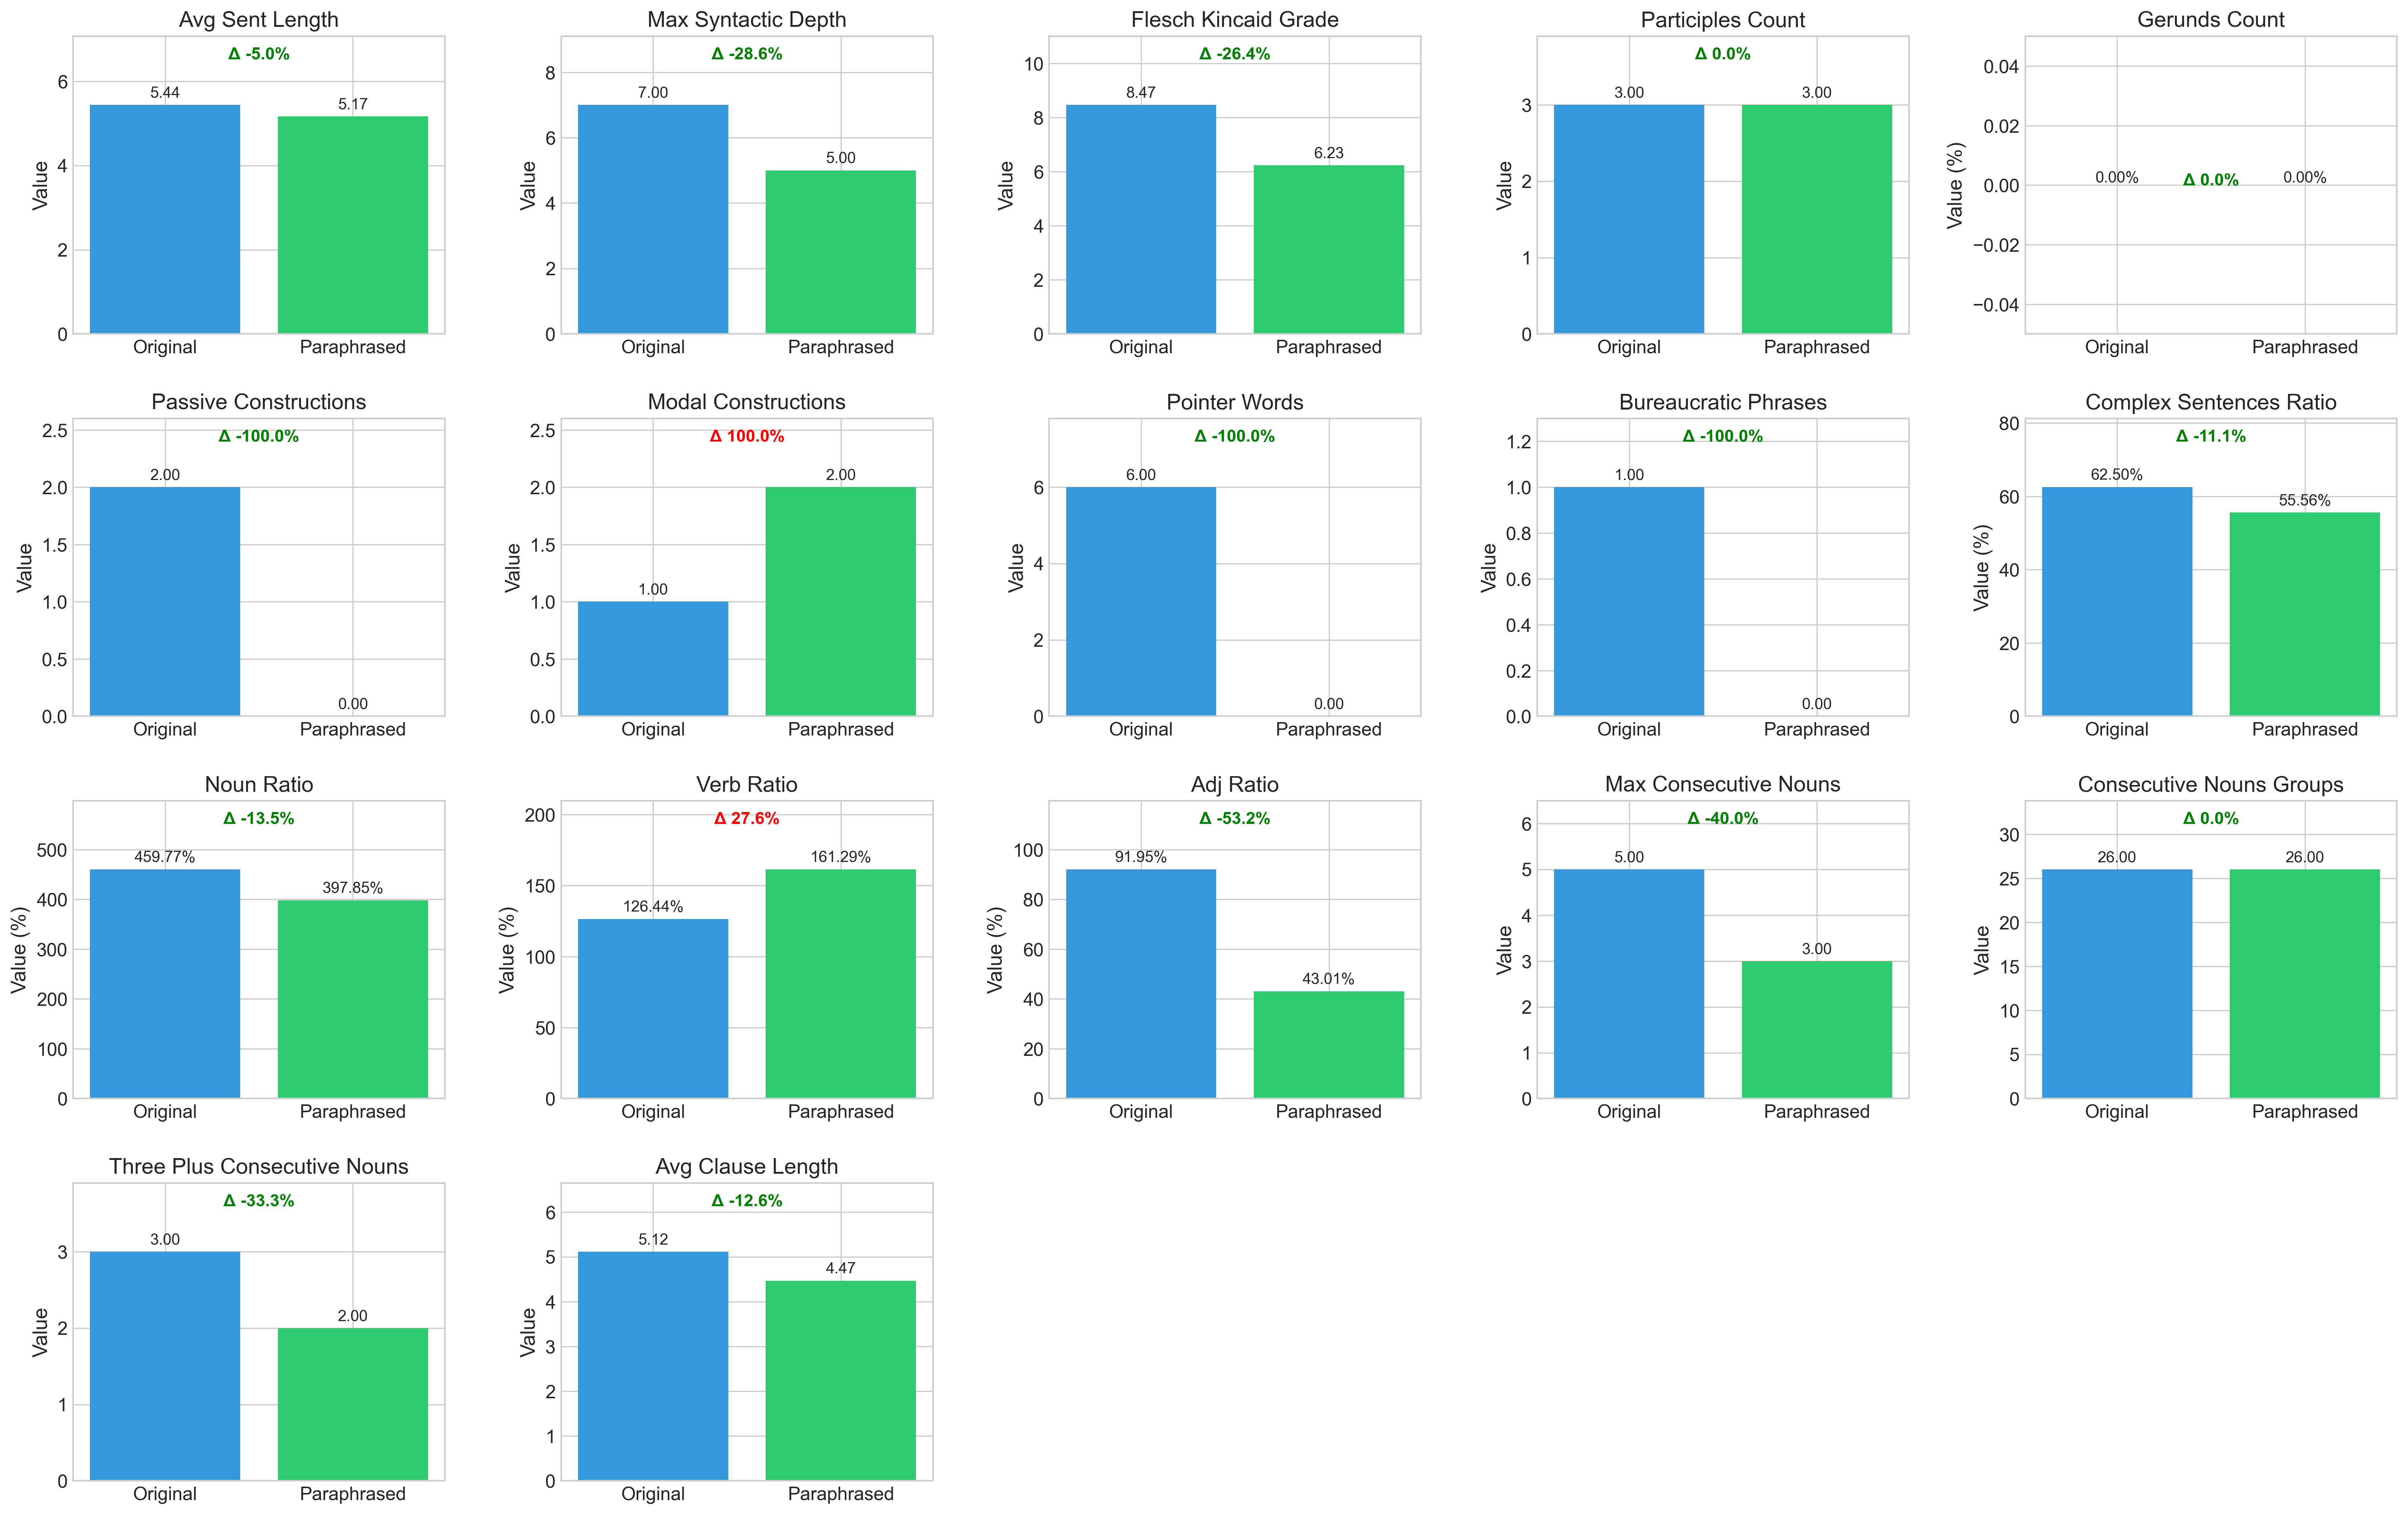 Avg Sent Length
Δ -5.0%
5.44
5.17
Value
6
4
2
0
Original
Paraphrased
Max Syntactic Depth
Δ -28.6%
7.00
5.00
Value
8
6
4
2
0
Original
Paraphrased
Flesch Kincaid Grade
Δ -26.4%
8.47
6.23
Value
10
8
6
4
2
0
Original
Paraphrased
Participles Count
Δ 0.0%
3.00
3.00
Value
3
2
1
0
Original
Paraphrased
Gerunds Count
0.00%
Δ 0.0%
0.00%
Value (%)
0.04
0.02
0.00
−0.02
−0.04
Original
Paraphrased
Passive Constructions
Δ -100.0%
2.00
0.00
Value
2.5
2.0
1.5
1.0
0.5
0.0
Original
Paraphrased
Modal Constructions
Δ 100.0%
1.00
2.00
Value
2.5
2.0
1.5
1.0
0.5
0.0
Original
Paraphrased
Pointer Words
Δ -100.0%
6.00
0.00
Value
6
4
2
0
Original
Paraphrased
Bureaucratic Phrases
Δ -100.0%
1.00
0.00
Value
1.2
1.0
0.8
0.6
0.4
0.2
0.0
Original
Paraphrased
Complex Sentences Ratio
Δ -11.1%
62.50%
55.56%
Value (%)
80
60
40
20
0
Original
Paraphrased
Noun Ratio
Δ -13.5%
459.77%
397.85%
Value (%)
500
400
300
200
100
0
Original
Paraphrased
Verb Ratio
Δ 27.6%
126.44%
161.29%
Value (%)
200
150
100
50
0
Original
Paraphrased
Adj Ratio
Δ -53.2%
91.95%
43.01%
Value (%)
100
80
60
40
20
0
Original
Paraphrased
Max Consecutive Nouns
Δ -40.0%
5.00
3.00
Value
6
5
4
3
2
1
0
Original
Paraphrased
Consecutive Nouns Groups
Δ 0.0%
26.00
26.00
Value
30
25
20
15
10
5
0
Original
Paraphrased
Three Plus Consecutive Nouns
Δ -33.3%
3.00
2.00
Value
3
2
1
0
Original
Paraphrased
Avg Clause Length
Δ -12.6%
5.12
4.47
Value
6
5
4
3
2
1
0
Original
Paraphrased